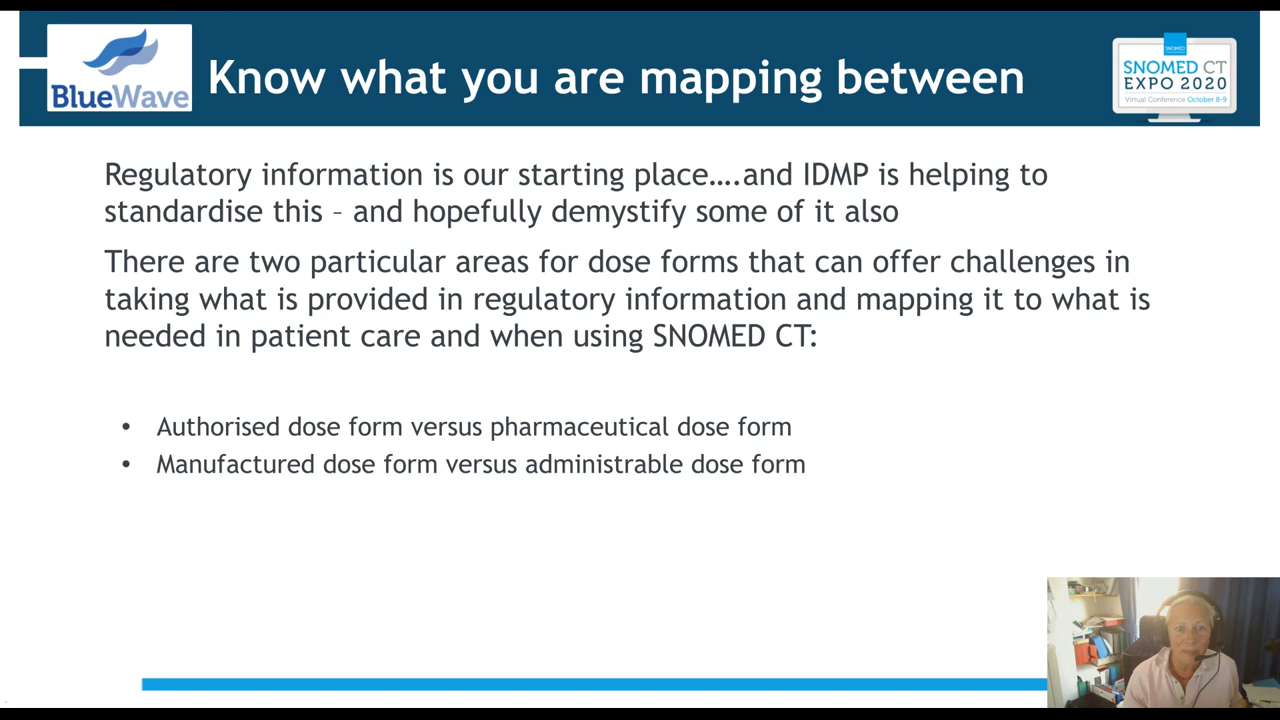 BlueWave
Know what you are mapping between
SNOMED
SNOMED CT
EXPO 2020
Virtual Conference October 8-9
Regulatory information is our starting place….and IDMP is helping to
standardise this – and hopefully demystify some of it also
There are two particular areas for dose forms that can offer challenges in
taking what is provided in regulatory information and mapping it to what is
needed in patient care and when using SNOMED CT:
• Authorised dose form versus pharmaceutical dose form
• Manufactured dose form versus administrable dose form